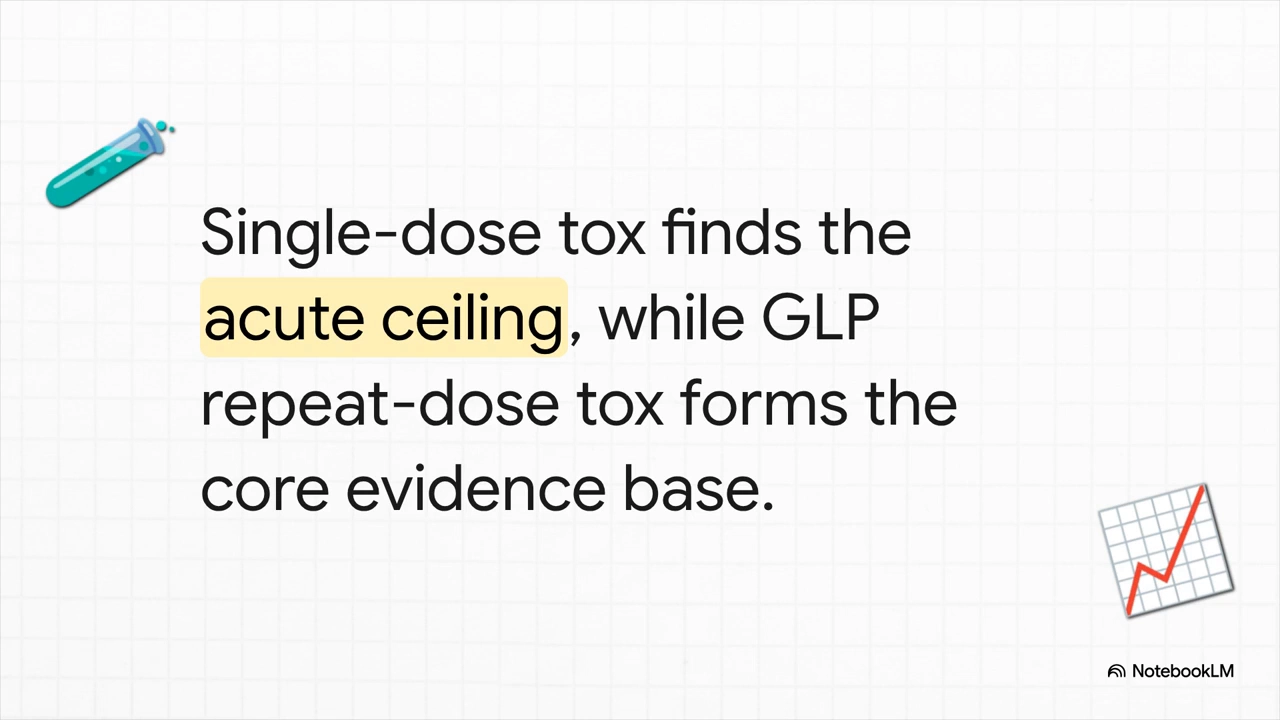 Single-dose tox finds the
acute ceiling, while GLP
repeat-dose tox forms the
core evidence base.
NotebookLM